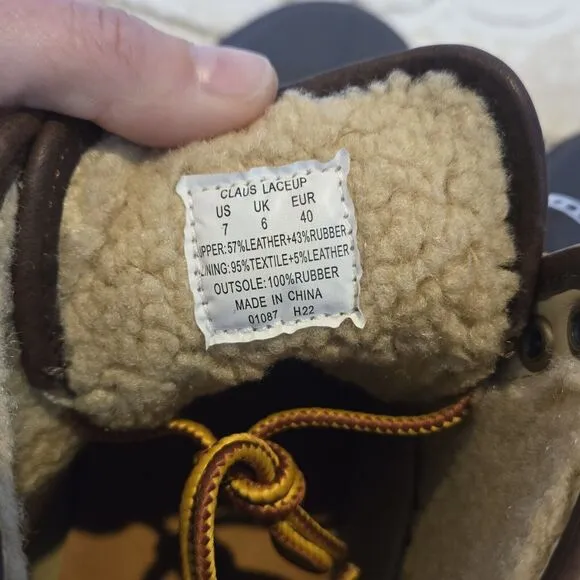 CLAUS LACEUP
US UK EUR
7 6 40
UPPER:57%LEATHER+43%RUBBER
LINING:95%TEXTILE+5%LEATHER
OUTSOLE:100%RUBBER
MADE IN CHINA
01087 H22